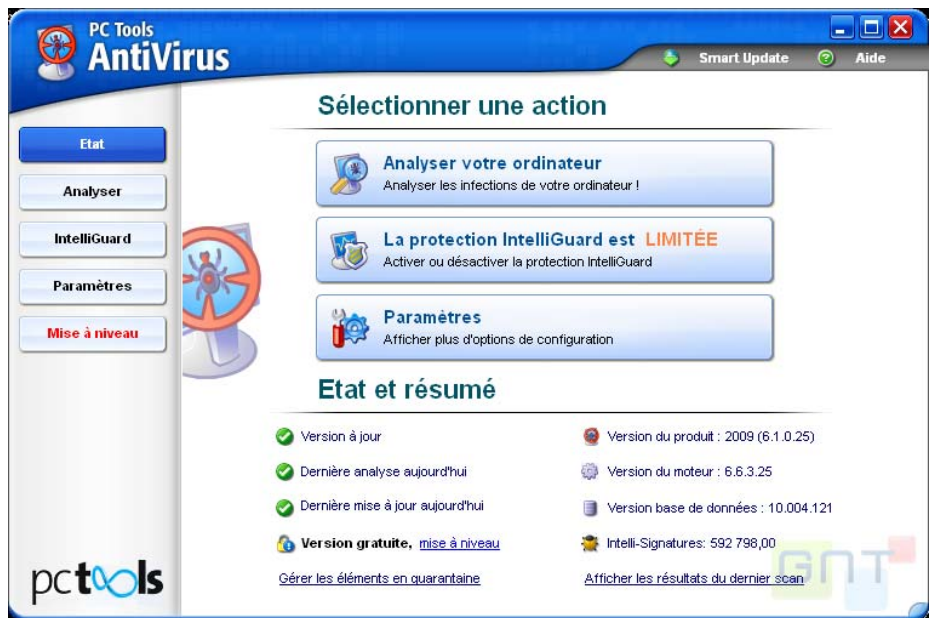 PC Tools
AntiVirus
Smart Update
Aide
Sélectionner une action
Etat
Analyser
IntelliGuard
Paramètres
Mise à niveau
Analyser votre ordinateur
Analyser les infections de votre ordinateur !
La protection IntelliGuard est LIMITÉE
Activer ou désactiver la protection IntelliGuard
Paramètres
Afficher plus d'options de configuration
Etat et résumé
Version à jour
Dernière analyse aujourd'hui
Dernière mise à jour aujourd'hui
Version gratuite, mise à niveau
Gérer les éléments en quarantaine
Version du produit : 2009 (6.1.0.25)
Version du moteur : 6.6.3.25
Version base de données : 10.004.121
Intelli-Signatures: 592 798,00
Afficher les résultats du dernier scan
pctools
GNT